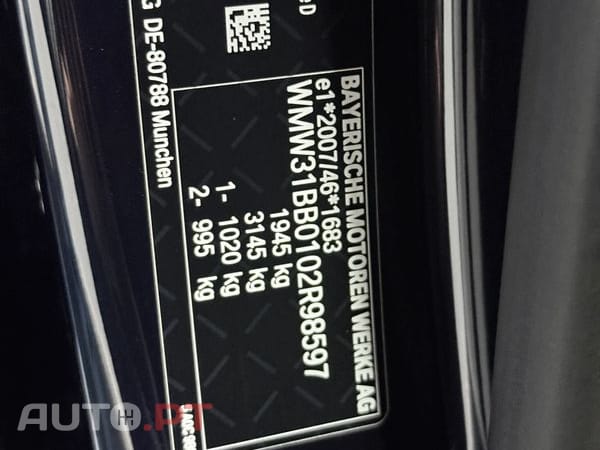 BAYERISCHE MOTOREN WERKE AG
e1*2007/46*1683
WMW31BB0102R98597
1945 kg
3145 kg
1- 1020 kg
2- 995 kg
G DE-80788 München
AUTO.PT